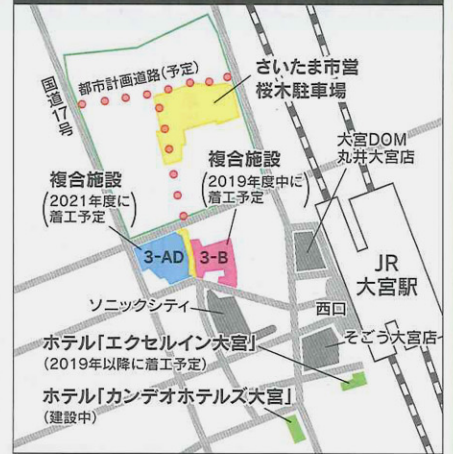 都市計画道路(予定)
国道17号
さいたま市営
桜木駐車場
大宮DOM
丸井大宮店
複合施設
(2019年度中に
着工予定)
複合施設
(2021年度に
着工予定)
3-AD
3-B
JR
大宮駅
ソニックシティ
西口
そごう大宮店
ホテル「エクセルイン大宮」
(2019年以降に着工予定)
ホテル「カンデオホテルズ大宮」
(建設中)